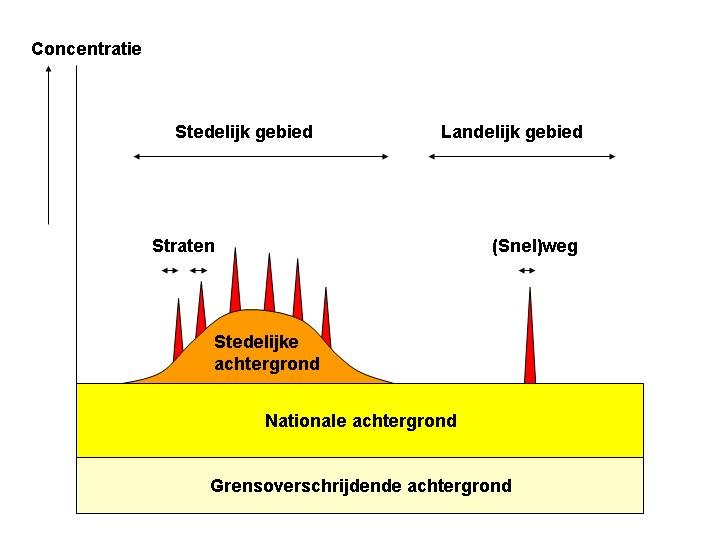 Concentratie
Stedelijk gebied
Landelijk gebied
Straten
(Snel)weg
Stedelijke
achtergrond
Nationale achtergrond
Grensoverschrijdende achtergrond